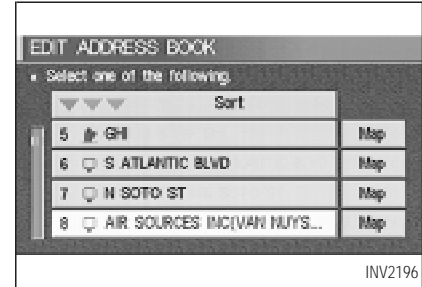 EDIT ADDRESS BOOK
Select one of the following.
Sort
5 GHI Map
6 S ATLANTIC BLVD Map
7 N SOTO ST Map
8 AIR SOURCES INC(VAN NUYS... Map
INV2196